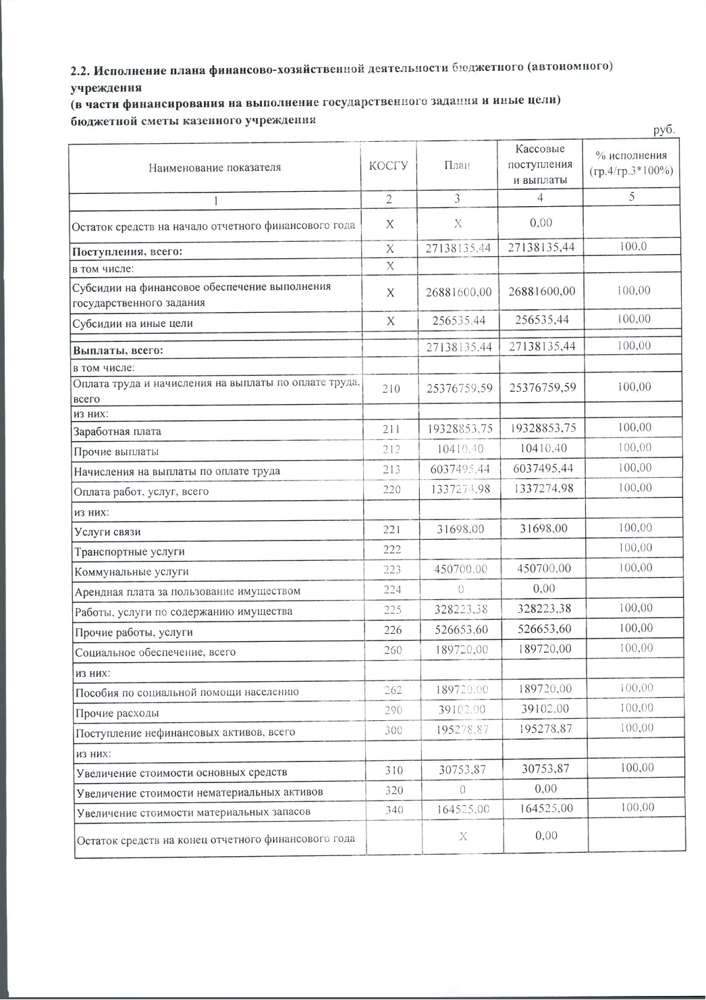 2.2. Исполнение плана финансово-хозяйственной деятельности бюджетного (автономного)
учреждения
(в части финансирования на выполнение государственного задания и иные цели)
бюджетной сметы казенного учреждения
руб.
Наименование показателя КОСГУ План Кассовые поступления и выплаты % исполнения (гр.4/гр.3*100%)
1 2 3 4 5
Остаток средств на начало отчетного финансового года X X 0,00
Поступления, всего: X 27138135,44 27138135,44 100.0
в том числе: X
Субсидии на финансовое обеспечение выполнения
государственного задания X 26881600,00 26881600,00 100,00
Субсидии на иные цели X 256535,44 256535,44 100,00
Выплаты, всего: 27138135,44 27138135,44 100,00
в том числе:
Оплата труда и начисления на выплаты по оплате труда,
всего 210 25376759,59 25376759,59 100,00
из них:
Заработная плата 211 19328853,75 19328853,75 100,00
Прочие выплаты 212 10410,40 10410,40 100,00
Начисления на выплаты по оплате труда 213 6037495,44 6037495,44 100,00
Оплата работ, услуг, всего 220 1337274,98 1337274,98 100,00
из них:
Услуги связи 221 31698,00 31698,00 100,00
Транспортные услуги 222 100,00
Коммунальные услуги 223 450700,00 450700,00 100,00
Арендная плата за пользование имуществом 224 0 0,00
Работы, услуги по содержанию имущества 225 328223,38 328223,38 100,00
Прочие работы, услуги 226 526653,60 526653,60 100,00
Социальное обеспечение, всего 260 189720,00 189720,00 100,00
из них:
Пособия по социальной помощи населению 262 189720,00 189720,00 100,00
Прочие расходы 290 39102,00 39102,00 100,00
Поступление нефинансовых активов, всего 300 195278,87 195278,87 100,00
из них:
Увеличение стоимости основных средств 310 30753,87 30753,87 100,00
Увеличение стоимости нематериальных активов 320 0 0,00
Увеличение стоимости материальных запасов 340 164525,00 164525,00 100,00
Остаток средств на конец отчетного финансового года X 0,00